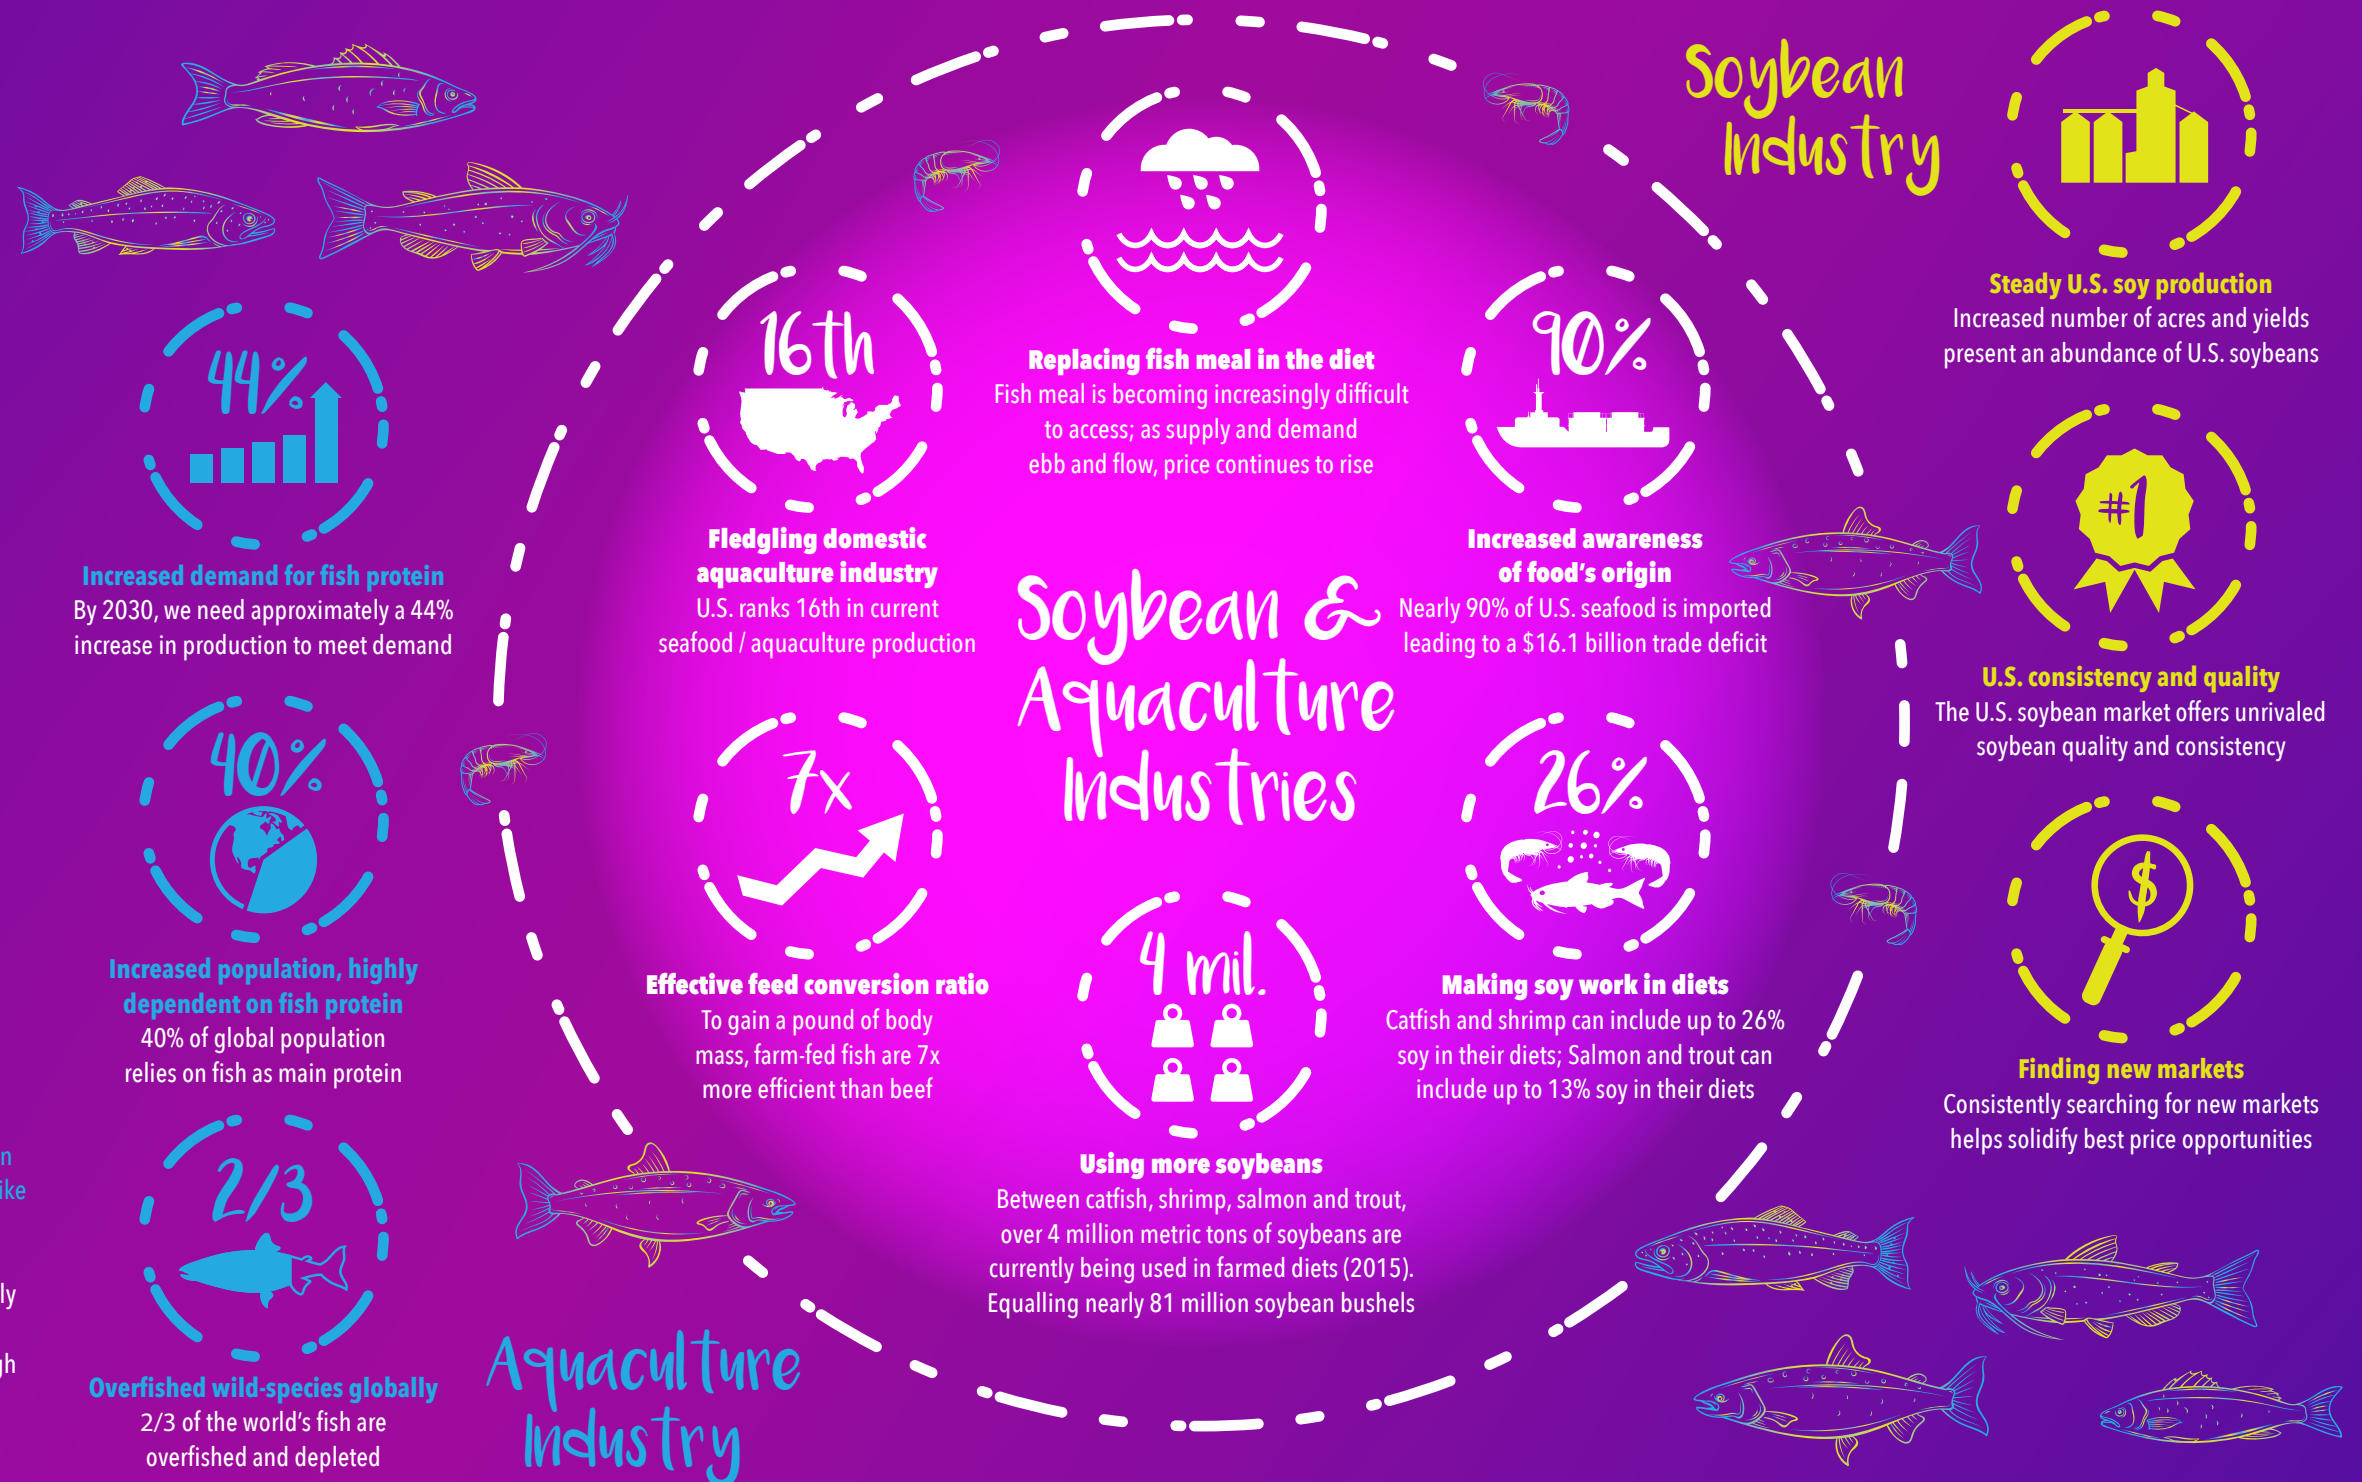 44%
Increased demand for fish protein
By 2030, we need approximately a 44%
increase in production to meet demand
40%
Increased population, highly
dependent on fish protein
40% of global population
relies on fish as main protein
2/3
Overfished wild-species globally
2/3 of the world's fish are
overfished and depleted
Aquaculture
Industry
16th
Fledgling domestic
aquaculture industry
U.S. ranks 16th in current
seafood / aquaculture production
7x
Effective feed conversion ratio
To gain a pound of body
mass, farm-fed fish are 7x
more efficient than beef
Replacing fish meal in the diet
Fish meal is becoming increasingly difficult
to access; as supply and demand
ebb and flow, price continues to rise
Soybean &
Aquaculture
Industries
4 mil.
Using more soybeans
Between catfish, shrimp, salmon and trout,
over 4 million metric tons of soybeans are
currently being used in farmed diets (2015).
Equalling nearly 81 million soybean bushels
90%
Increased awareness
of food's origin
Nearly 90% of U.S. seafood is imported
leading to a $16.1 billion trade deficit
26%
Making soy work in diets
Catfish and shrimp can include up to 26%
soy in their diets; Salmon and trout can
include up to 13% soy in their diets
Soybean
Industry
Steady U.S. soy production
Increased number of acres and yields
present an abundance of U.S. soybeans
#1
U.S. consistency and quality
The U.S. soybean market offers unrivaled
soybean quality and consistency
$
Finding new markets
Consistently searching for new markets
helps solidify best price opportunities